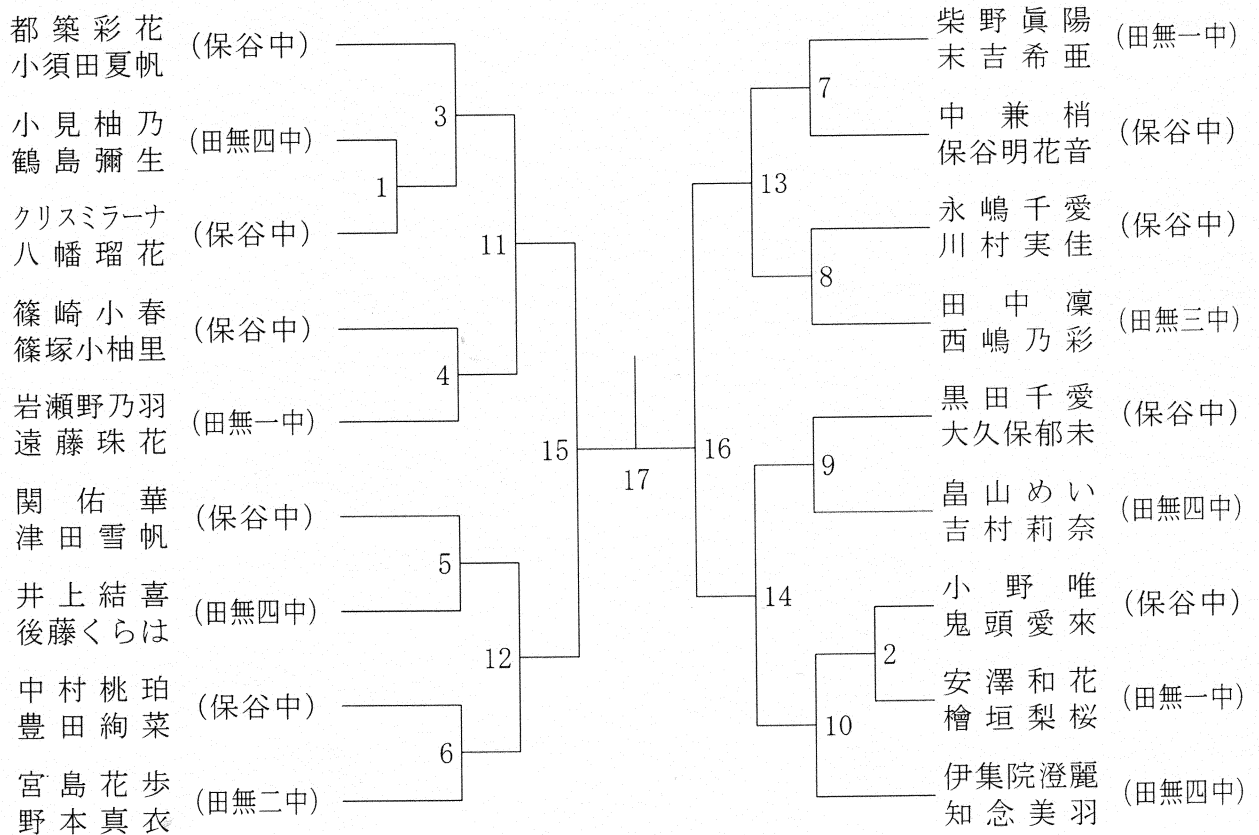 都築彩花
小須田夏帆
(保谷中)
小見柚乃
鶴島彌生
(田無四中)
クリスミラーナ
八幡瑠花
(保谷中)
篠崎小春
篠塚小柚里
(保谷中)
岩瀬野乃羽
遠藤珠花
(田無一中)
関佑華
津田雪帆
(保谷中)
井上結喜
後藤くらは
(田無四中)
中村桃珀
豊田絢菜
(保谷中)
宮島花歩
野本真衣
(田無二中)
3
1
11
4
15
5
12
6
17
16
7
13
8
9
14
2
10
柴野眞陽
末吉希亜
(田無一中)
中兼梢
保谷明花音
(保谷中)
永嶋千愛
川村実佳
(保谷中)
田中凜
西嶋乃彩
(田無三中)
黒田千愛
大久保郁未
(保谷中)
畠山めい
吉村莉奈
(田無四中)
小野唯
鬼頭愛來
(保谷中)
安澤和花
檜垣梨桜
(田無一中)
伊集院澄麗
知念美羽
(田無四中)